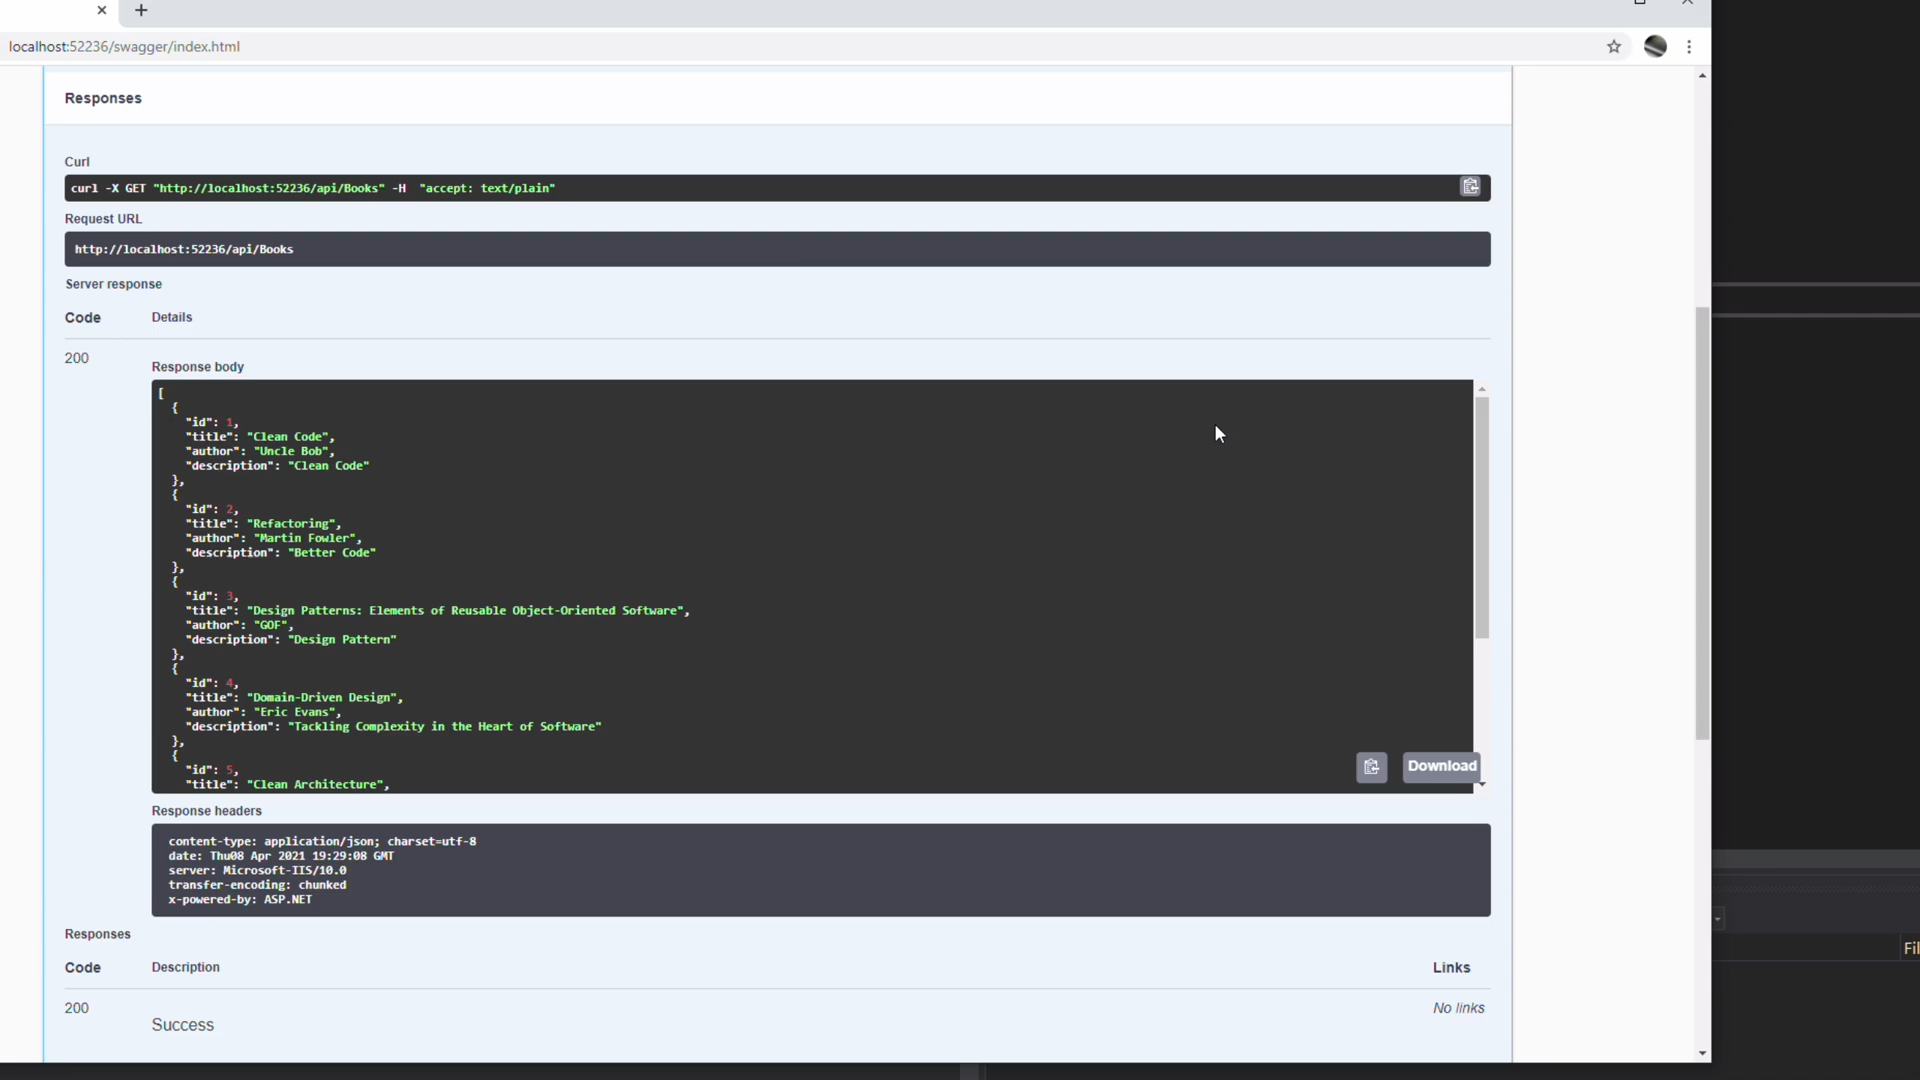 localhost:52236/swagger/index.html
Responses
Curl
curl -X GET "http://localhost:52236/api/Books" -H  "accept: text/plain"
Request URL
http://localhost:52236/api/Books
Server response
Code Details
200
Response body
[
{
"id": 1,
"title": "Clean Code",
"author": "Uncle Bob",
"description": "Clean Code"
},
{
"id": 2,
"title": "Refactoring",
"author": "Martin Fowler",
"description": "Better Code"
},
{
"id": 3,
"title": "Design Patterns: Elements of Reusable Object-Oriented Software",
"author": "GOF",
"description": "Design Pattern"
},
{
"id": 4,
"title": "Domain-Driven Design",
"author": "Eric Evans",
"description": "Tackling Complexity in the Heart of Software"
},
{
"id": 5,
"title": "Clean Architecture",
Download
Response headers
content-type: application/json; charset=utf-8
date: Thu08 Apr 2021 19:29:08 GMT
server: Microsoft-IIS/10.0
transfer-encoding: chunked
x-powered-by: ASP.NET
Responses
Code Description Links
200
Success
No links
Fil